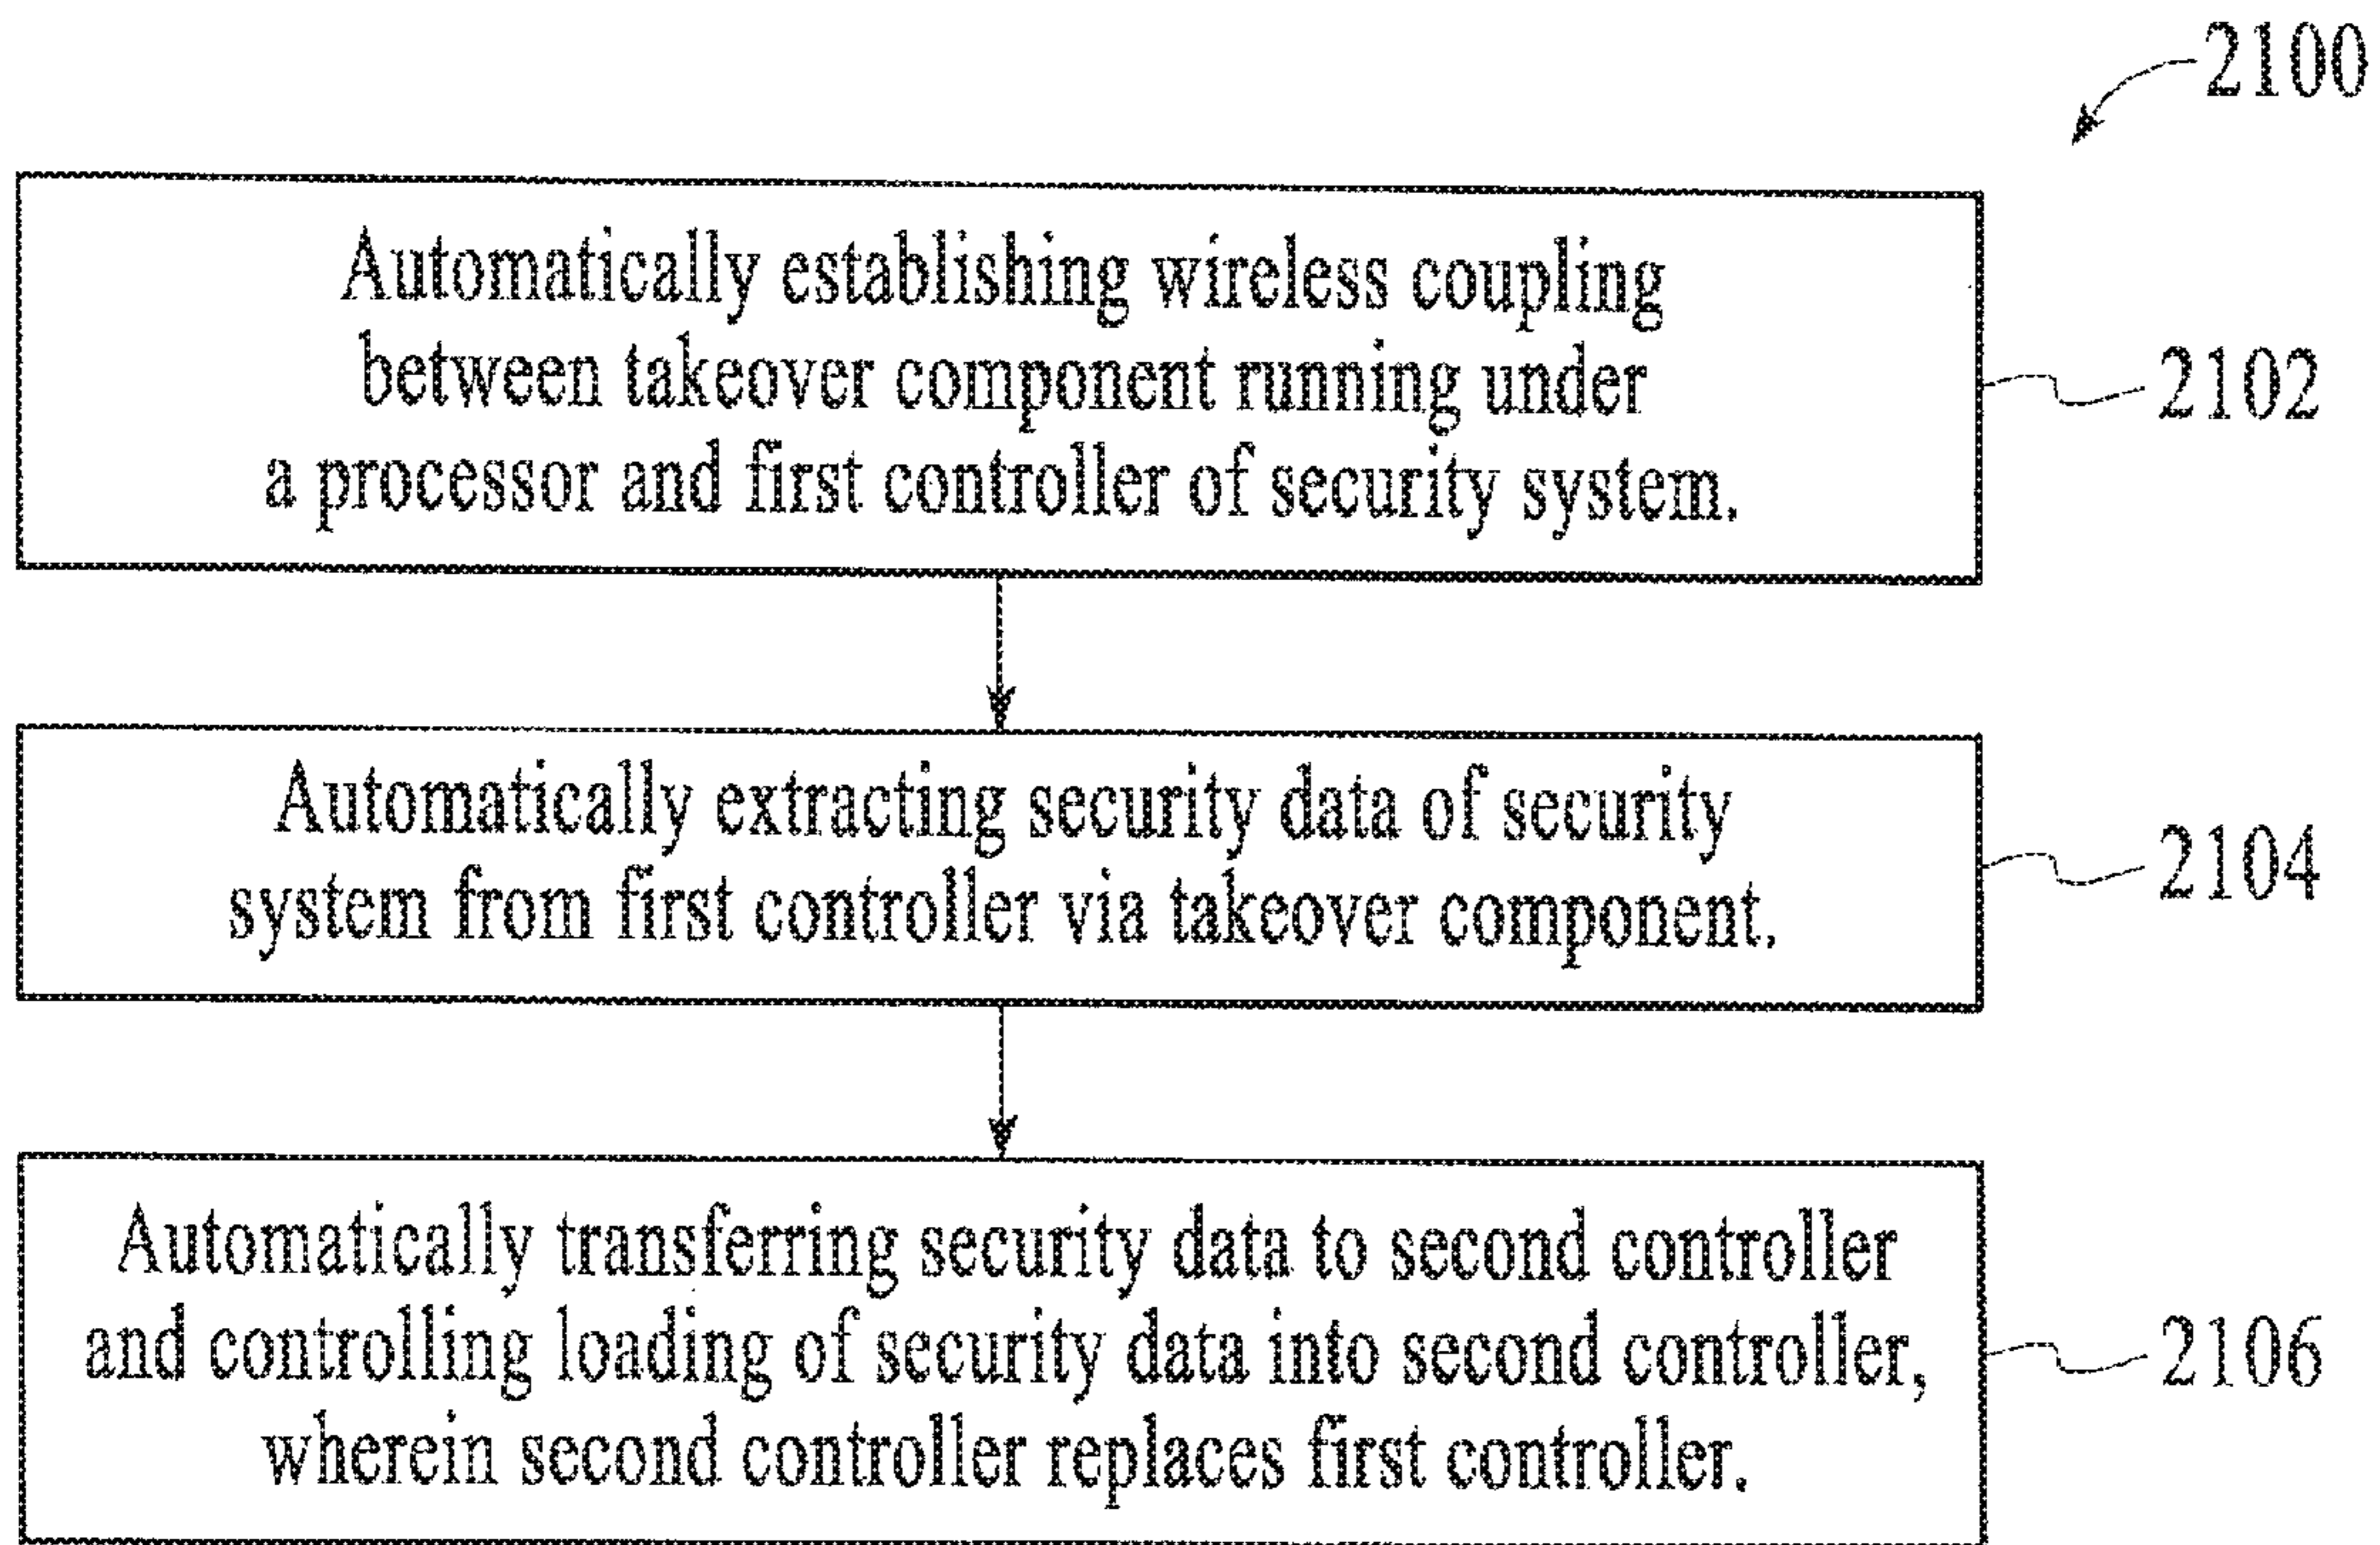 2100
Automatically establishing wireless coupling
between takeover component running under
a processor and first controller of security system.
2102
Automatically extracting security data of security
system from first controller via takeover component.
2104
Automatically transferring security data to second controller
and controlling loading of security data into second controller,
wherein second controller replaces first controller.
2106